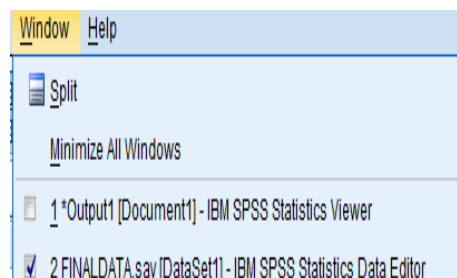 Window Help
Split
Minimize All Windows
1 *Output1 [Document1] - IBM SPSS Statistics Viewer
2 FINALDATA.sav [DataSet1] - IBM SPSS Statistics Data Editor